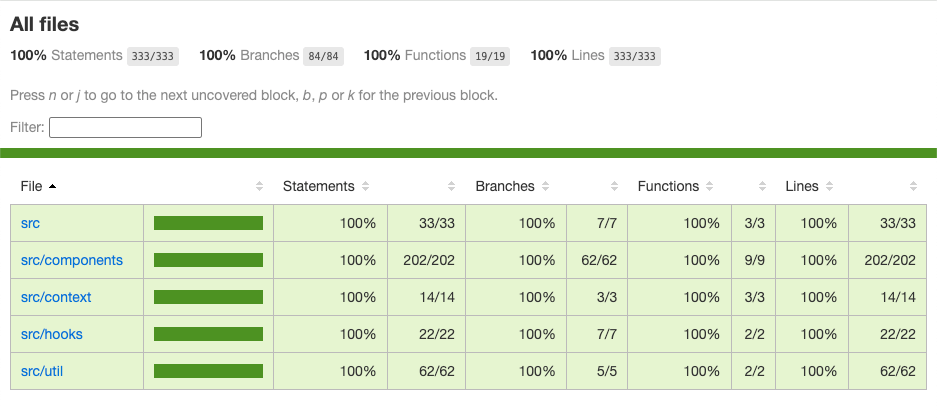 All files
100% Statements 333/333 100% Branches 84/84 100% Functions 19/19 100% Lines 333/333
Press n or j to go to the next uncovered block, b, p or k for the previous block.
Filter:
File Statements Branches Functions Lines
src 100% 33/33 100% 7/7 100% 3/3 100% 33/33
src/components 100% 202/202 100% 62/62 100% 9/9 100% 202/202
src/context 100% 14/14 100% 3/3 100% 3/3 100% 14/14
src/hooks 100% 22/22 100% 7/7 100% 2/2 100% 22/22
src/util 100% 62/62 100% 5/5 100% 2/2 100% 62/62